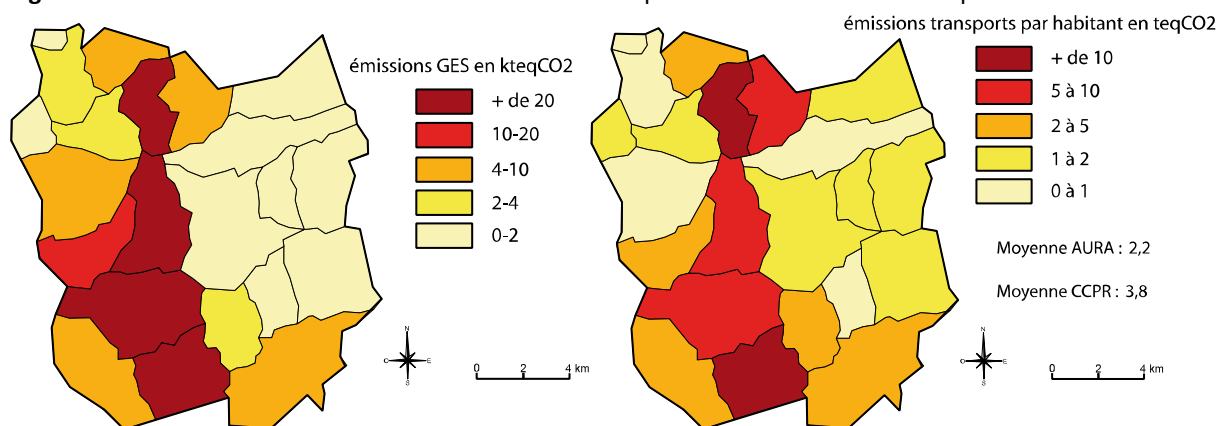 émissions GES en kteqCO2
+ de 20
10-20
4-10
2-4
0-2
N
O
E
S
0 2 4 km
émissions transports par habitant en teqCO2
+ de 10
5 à 10
2 à 5
1 à 2
0 à 1
Moyenne AURA : 2,2
Moyenne CCPR : 3,8
N
O
E
S
0 2 4 km